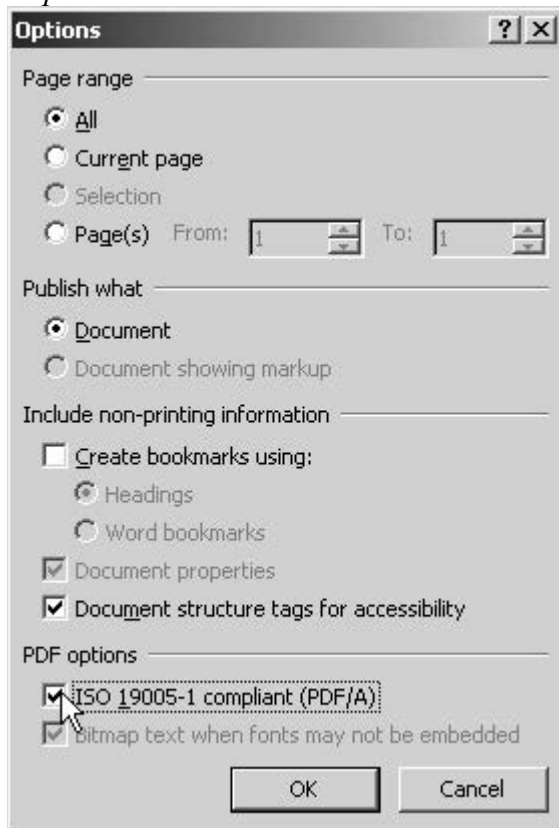 Options
Page range
All
Current page
Selection
Page(s) From: 1 To: 1
Publish what
Document
Document showing markup
Include non-printing information
Create bookmarks using:
Headings
Word bookmarks
Document properties
Document structure tags for accessibility
PDF options
ISO 19005-1 compliant (PDF/A)
Bitmap text when fonts may not be embedded
OK Cancel